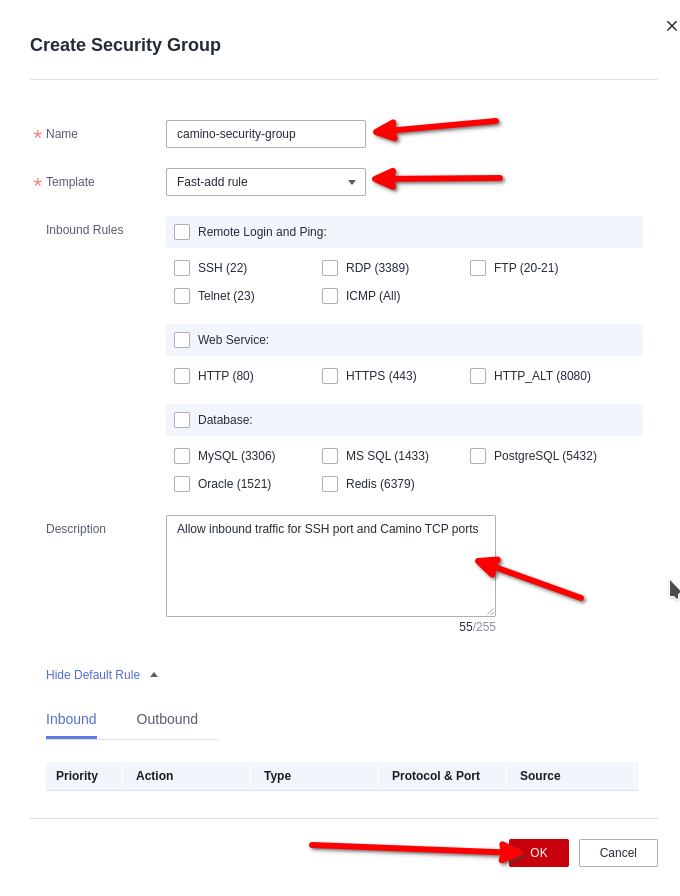 Create Security Group
* Name
camino-security-group
* Template
Fast-add rule
Inbound Rules
Remote Login and Ping:
SSH (22) RDP (3389) FTP (20-21)
Telnet (23) ICMP (All)
Web Service:
HTTP (80) HTTPS (443) HTTP_ALT (8080)
Database:
MySQL (3306) MS SQL (1433) PostgreSQL (5432)
Oracle (1521) Redis (6379)
Description
Allow inbound traffic for SSH port and Camino TCP ports
55/255
Hide Default Rule
Inbound Outbound
Priority Action Type Protocol & Port Source
OK Cancel